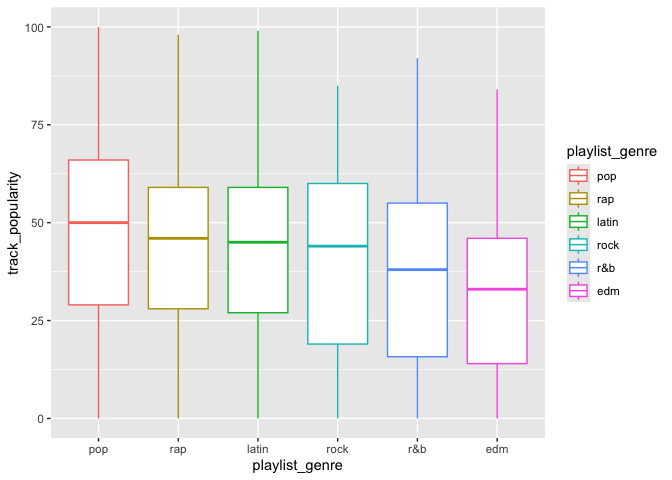 track_popularity
100
75
50
25
0
pop rap latin rock r&b edm
playlist_genre
playlist_genre
pop
rap
latin
rock
r&b
edm